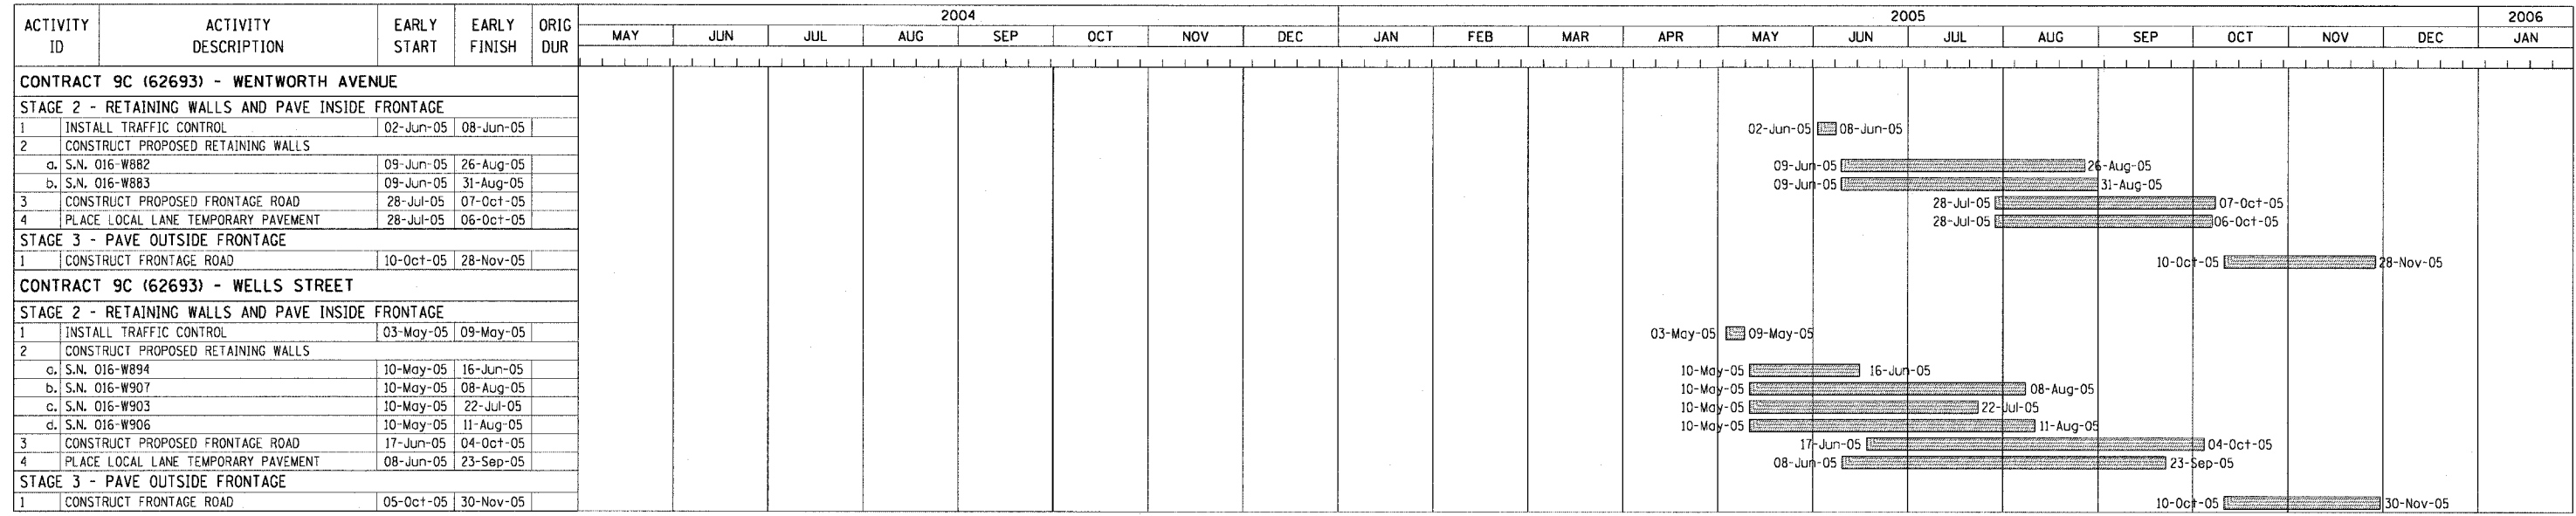 2004 2005 2006
ACTIVITY ID ACTIVITY DESCRIPTION EARLY START EARLY FINISH ORIG DUR
MAY JUN JUL AUG SEP OCT NOV DEC JAN FEB MAR APR MAY JUN JUL AUG SEP OCT NOV DEC JAN
CONTRACT 9C (62693) - WENTWORTH AVENUE
STAGE 2 - RETAINING WALLS AND PAVE INSIDE FRONTAGE
1 INSTALL TRAFFIC CONTROL 02-Jun-05 08-Jun-05 02-Jun-05 08-Jun-05
2 CONSTRUCT PROPOSED RETAINING WALLS
a. S.N. 016-W882 09-Jun-05 26-Aug-05 09-Jun-05 26-Aug-05
b. S.N. 016-W883 09-Jun-05 31-Aug-05 09-Jun-05 31-Aug-05
3 CONSTRUCT PROPOSED FRONTAGE ROAD 28-Jul-05 07-Oct-05 28-Jul-05 07-Oct-05
4 PLACE LOCAL LANE TEMPORARY PAVEMENT 28-Jul-05 06-Oct-05 28-Jul-05 06-Oct-05
STAGE 3 - PAVE OUTSIDE FRONTAGE
1 CONSTRUCT FRONTAGE ROAD 10-Oct-05 28-Nov-05 10-Oct-05 28-Nov-05
CONTRACT 9C (62693) - WELLS STREET
STAGE 2 - RETAINING WALLS AND PAVE INSIDE FRONTAGE
1 INSTALL TRAFFIC CONTROL 03-May-05 09-May-05 03-May-05 09-May-05
2 CONSTRUCT PROPOSED RETAINING WALLS
a. S.N. 016-W894 10-May-05 16-Jun-05 10-May-05 16-Jun-05
b. S.N. 016-W907 10-May-05 08-Aug-05 10-May-05 08-Aug-05
c. S.N. 016-W903 10-May-05 22-Jul-05 10-May-05 22-Jul-05
d. S.N. 016-W906 10-May-05 11-Aug-05 10-May-05 11-Aug-05
3 CONSTRUCT PROPOSED FRONTAGE ROAD 17-Jun-05 04-Oct-05 17-Jun-05 04-Oct-05
4 PLACE LOCAL LANE TEMPORARY PAVEMENT 08-Jun-05 23-Sep-05 08-Jun-05 23-Sep-05
STAGE 3 - PAVE OUTSIDE FRONTAGE
1 CONSTRUCT FRONTAGE ROAD 05-Oct-05 30-Nov-05 10-Oct-05 30-Nov-05